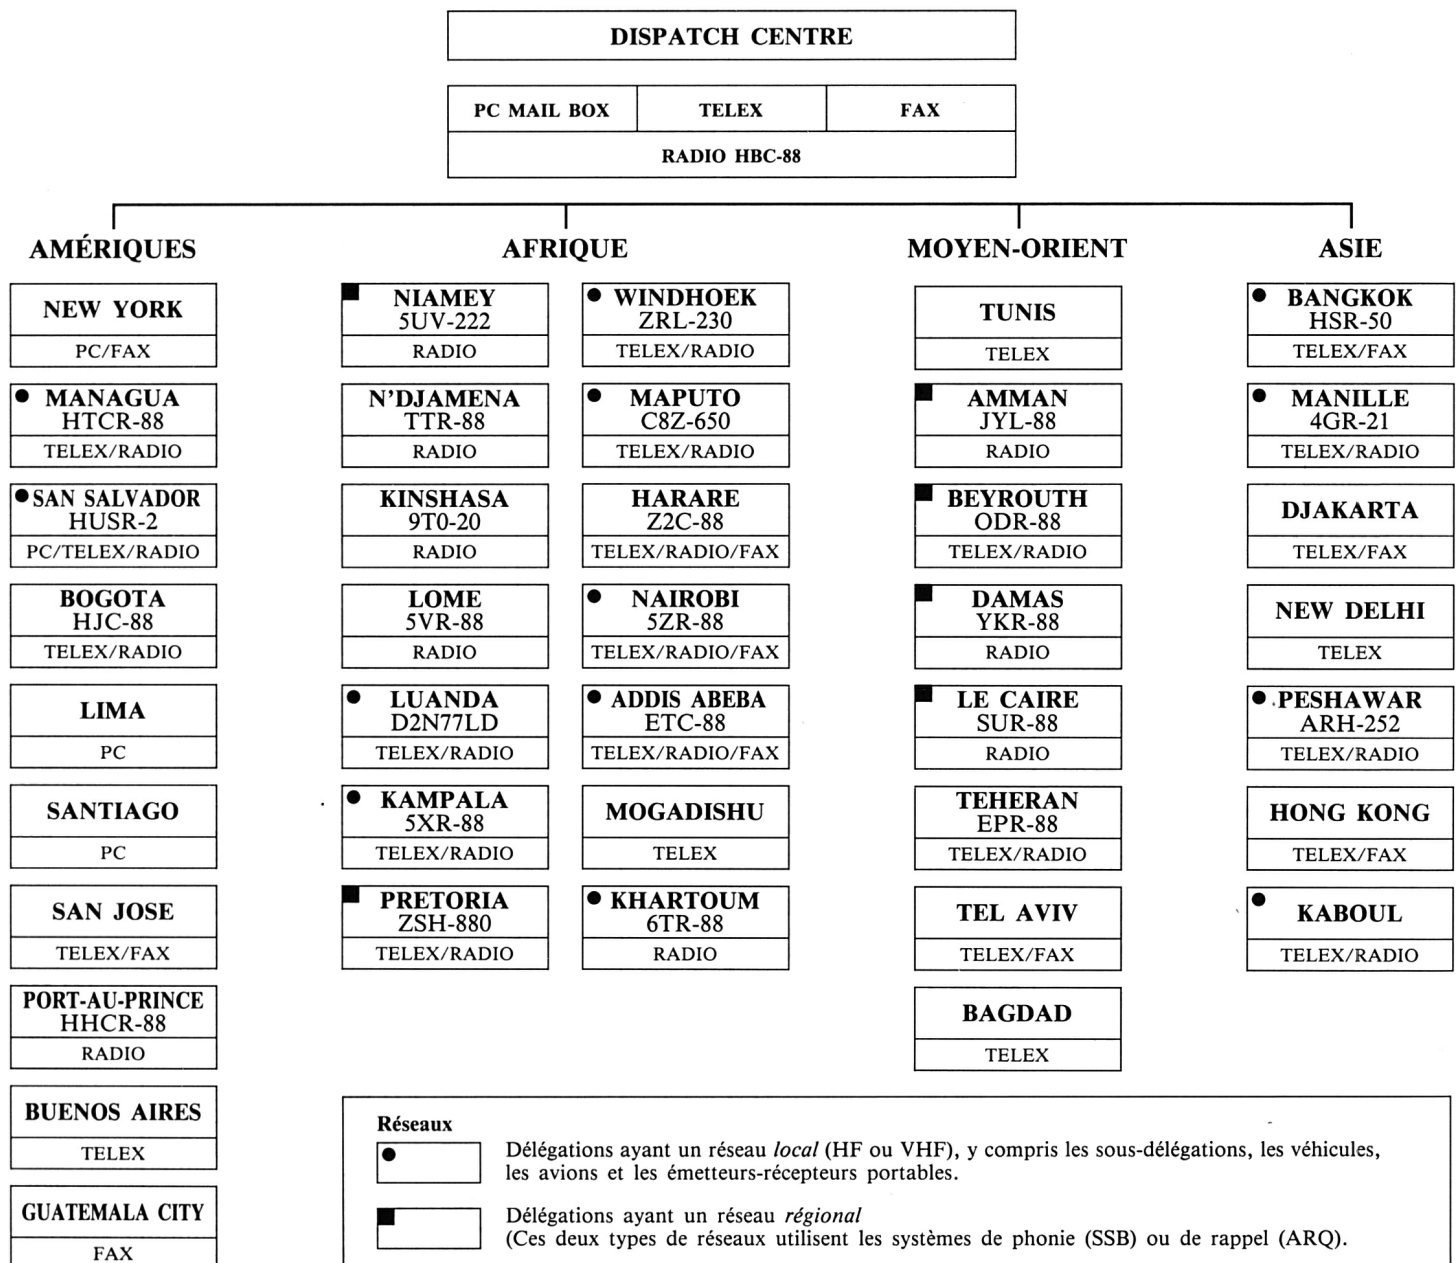 DISPATCH CENTRE
PC MAIL BOX
TELEX
FAX
RADIO HBC-88
AMÉRIQUES
NEW YORK
PC/FAX
MANAGUA
HTCR-88
TELEX/RADIO
SAN SALVADOR
HUSR-2
PC/TELEX/RADIO
BOGOTA
HJC-88
TELEX/RADIO
LIMA
PC
SANTIAGO
PC
SAN JOSE
TELEX/FAX
PORT-AU-PRINCE
HHCR-88
RADIO
BUENOS AIRES
TELEX
GUATEMALA CITY
FAX
AFRIQUE
NIAMEY
5UV-222
RADIO
N'DJAMENA
TTR-88
RADIO
KINSHASA
9T0-20
RADIO
LOME
5VR-88
RADIO
LUANDA
D2N77LD
TELEX/RADIO
KAMPALA
5XR-88
TELEX/RADIO
PRETORIA
ZSH-880
TELEX/RADIO
WINDHOEK
ZRL-230
TELEX/RADIO
MAPUTO
C8Z-650
TELEX/RADIO
HARARE
Z2C-88
TELEX/RADIO/FAX
NAIROBI
5ZR-88
TELEX/RADIO/FAX
ADDIS ABEBA
ETC-88
TELEX/RADIO/FAX
MOGADISHU
TELEX
KHARTOUM
6TR-88
RADIO
MOYEN-ORIENT
TUNIS
TELEX
AMMAN
JYL-88
RADIO
BEYROUTH
ODR-88
TELEX/RADIO
DAMAS
YKR-88
RADIO
LE CAIRE
SUR-88
RADIO
TEHERAN
EPR-88
TELEX/RADIO
TEL AVIV
TELEX/FAX
BAGDAD
TELEX
ASIE
BANGKOK
HSR-50
TELEX/FAX
MANILLE
4GR-21
TELEX/RADIO
DJAKARTA
TELEX/FAX
NEW DELHI
TELEX
PESHAWAR
ARH-252
TELEX/RADIO
HONG KONG
TELEX/FAX
KABOUL
TELEX/RADIO
Réseaux
Délégations ayant un réseau local (HF ou VHF), y compris les sous-délégations, les véhicules,
les avions et les émetteurs-récepteurs portables.
Délégations ayant un réseau régional
(Ces deux types de réseaux utilisent les systèmes de phonie (SSB) ou de rappel (ARQ).